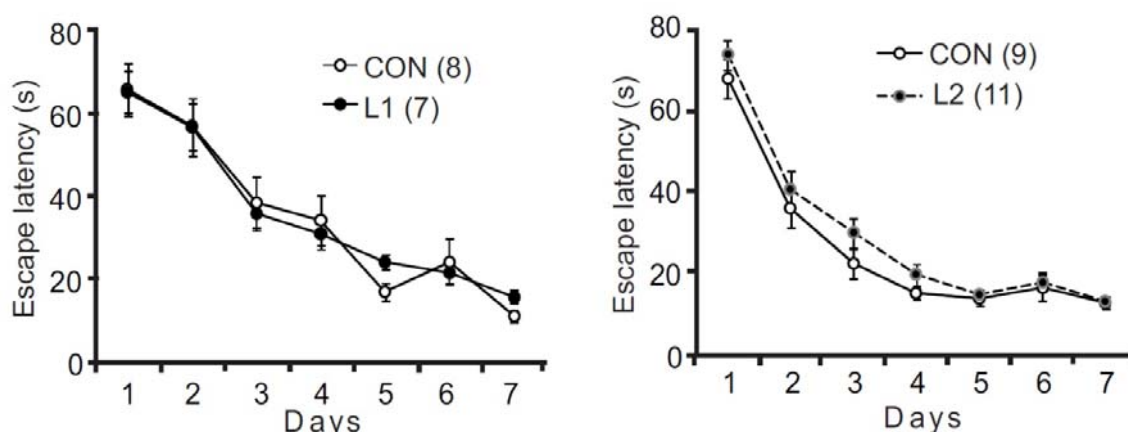 Escape latency (s)
80
60
40
20
0
CON (8)
L1 (7)
1 2 3 4 5 6 7
Days
Escape latency (s)
80
60
40
20
0
CON (9)
L2 (11)
1 2 3 4 5 6 7
Days